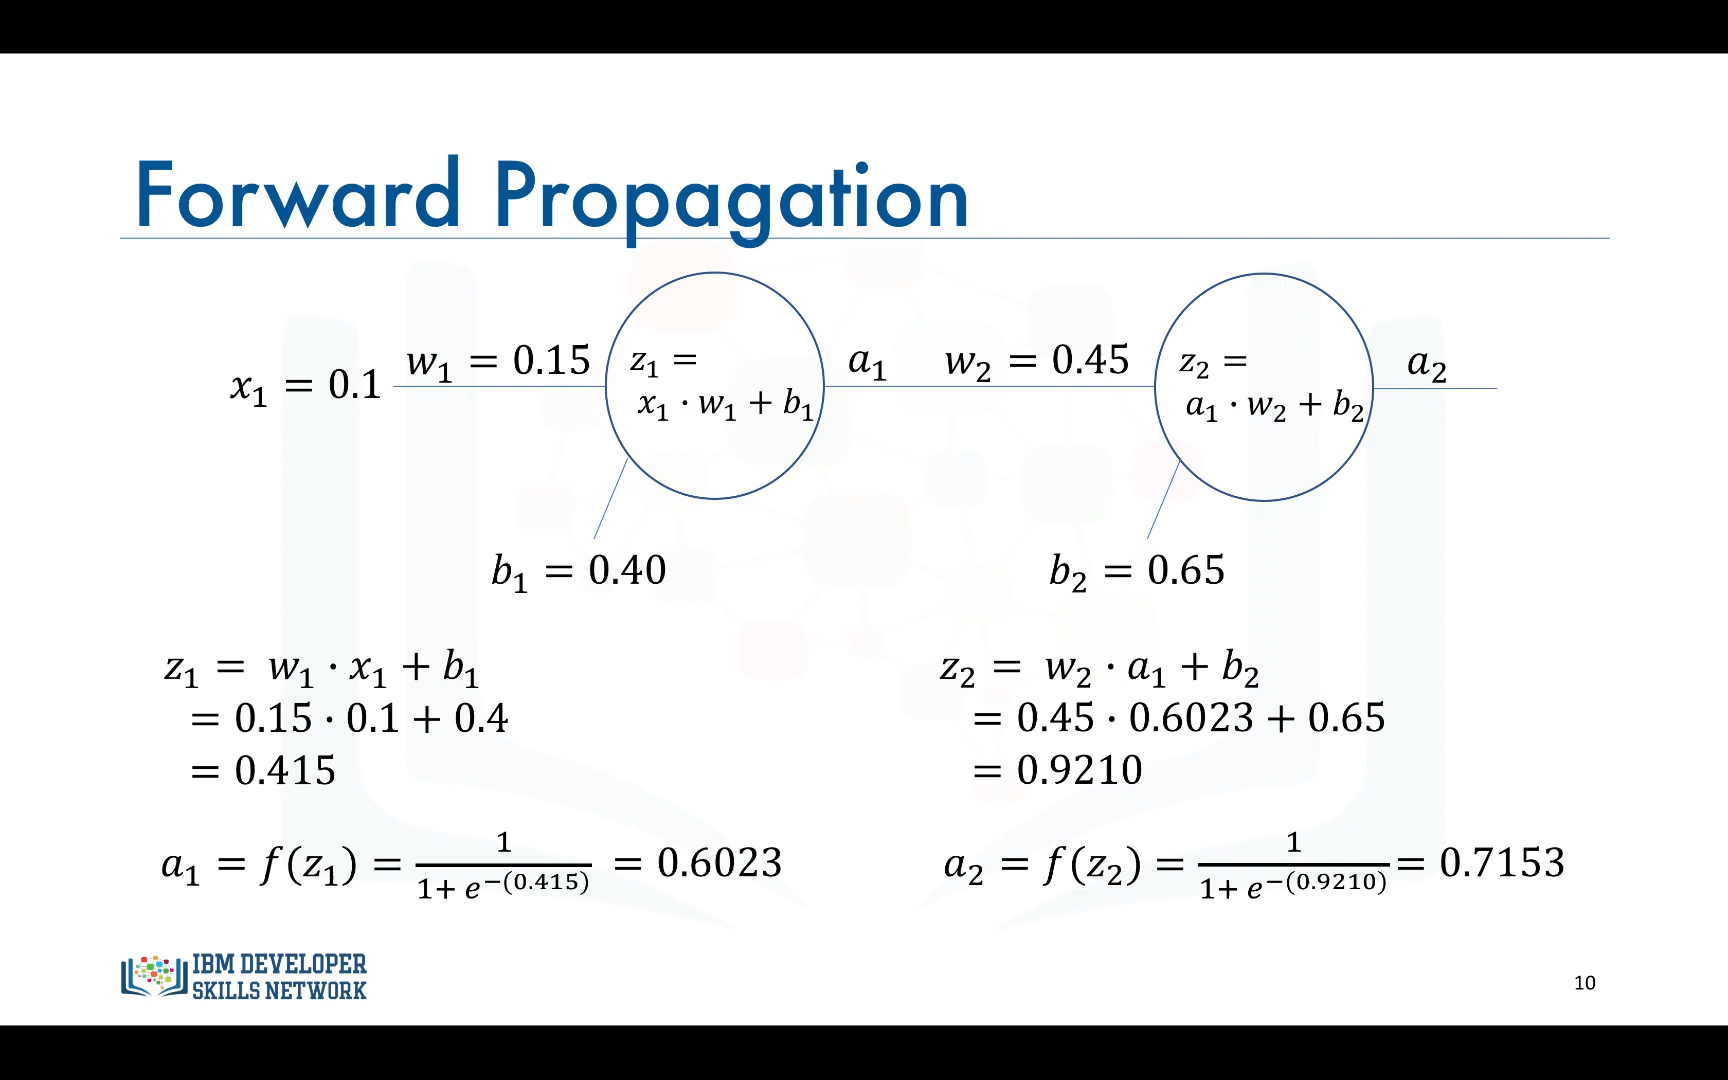 Forward Propagation
x₁ = 0.1
w₁ = 0.15
z₁ =
x₁ · w₁ + b₁
a₁
w₂ = 0.45
z₂ =
a₁ · w₂ + b₂
a₂
b₁ = 0.40
b₂ = 0.65
z₁ = w₁ · x₁ + b₁
= 0.15 · 0.1 + 0.4
= 0.415
a₁ = f(z₁) = 1 / (1+ e^−(0.415)) = 0.6023
z₂ = w₂ · a₁ + b₂
= 0.45 · 0.6023 + 0.65
= 0.9210
a₂ = f(z₂) = 1 / (1+ e^−(0.9210)) = 0.7153
IBM DEVELOPER
SKILLS NETWORK
10